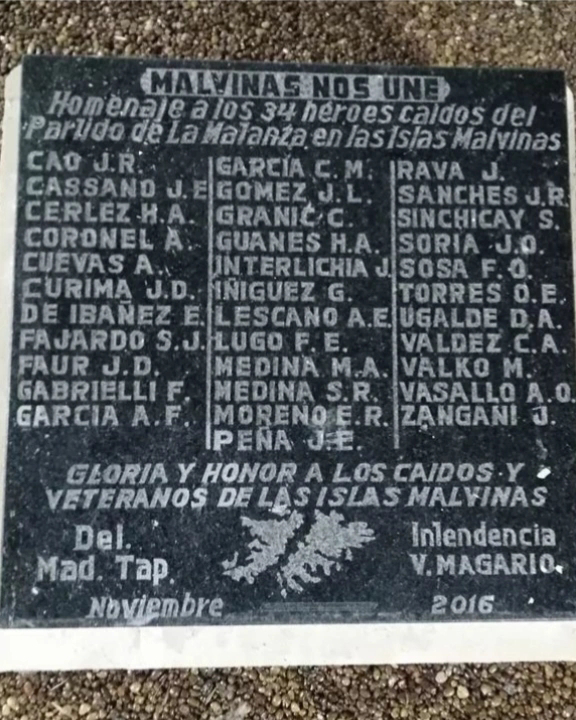 MALVINAS NOS UNE
Homenaje a los 34 héroes caidos del
Partido de La Matanza en las Islas Malvinas
CAO J.R.
CASSANO J.E
CERLEZ H.A.
CORONEL A.
CUEVAS A.
CURIMA J.D.
DE IBAÑEZ E.
FAJARDO S.J.
FAUR J.D.
GABRIELLI F.
GARCIA A.F.
GARCÍA C.M.
GOMEZ J.L.
GRANIC C.
GUANES H.A.
INTERLICHIA J.
IÑIGUEZ G.
LESCANO A.E.
LUGO F.E.
MEDINA M.A.
MEDINA S.R.
MORENO E.R.
PEÑA J.E.
RAVA J.
SANCHES J.R.
SINCHICAY S.
SORIA J.O.
SOSA F.O.
TORRES O.E.
UGALDE D.A.
VALDEZ C.A.
VALKO M.
VASALLO A.O.
ZANGANI J.
GLORIA Y HONOR A LOS CAIDOS Y
VETERANOS DE LAS ISLAS MALVINAS
Del.
Mad. Tap.
Intendencia
V.MAGARIO
Noviembre 2016